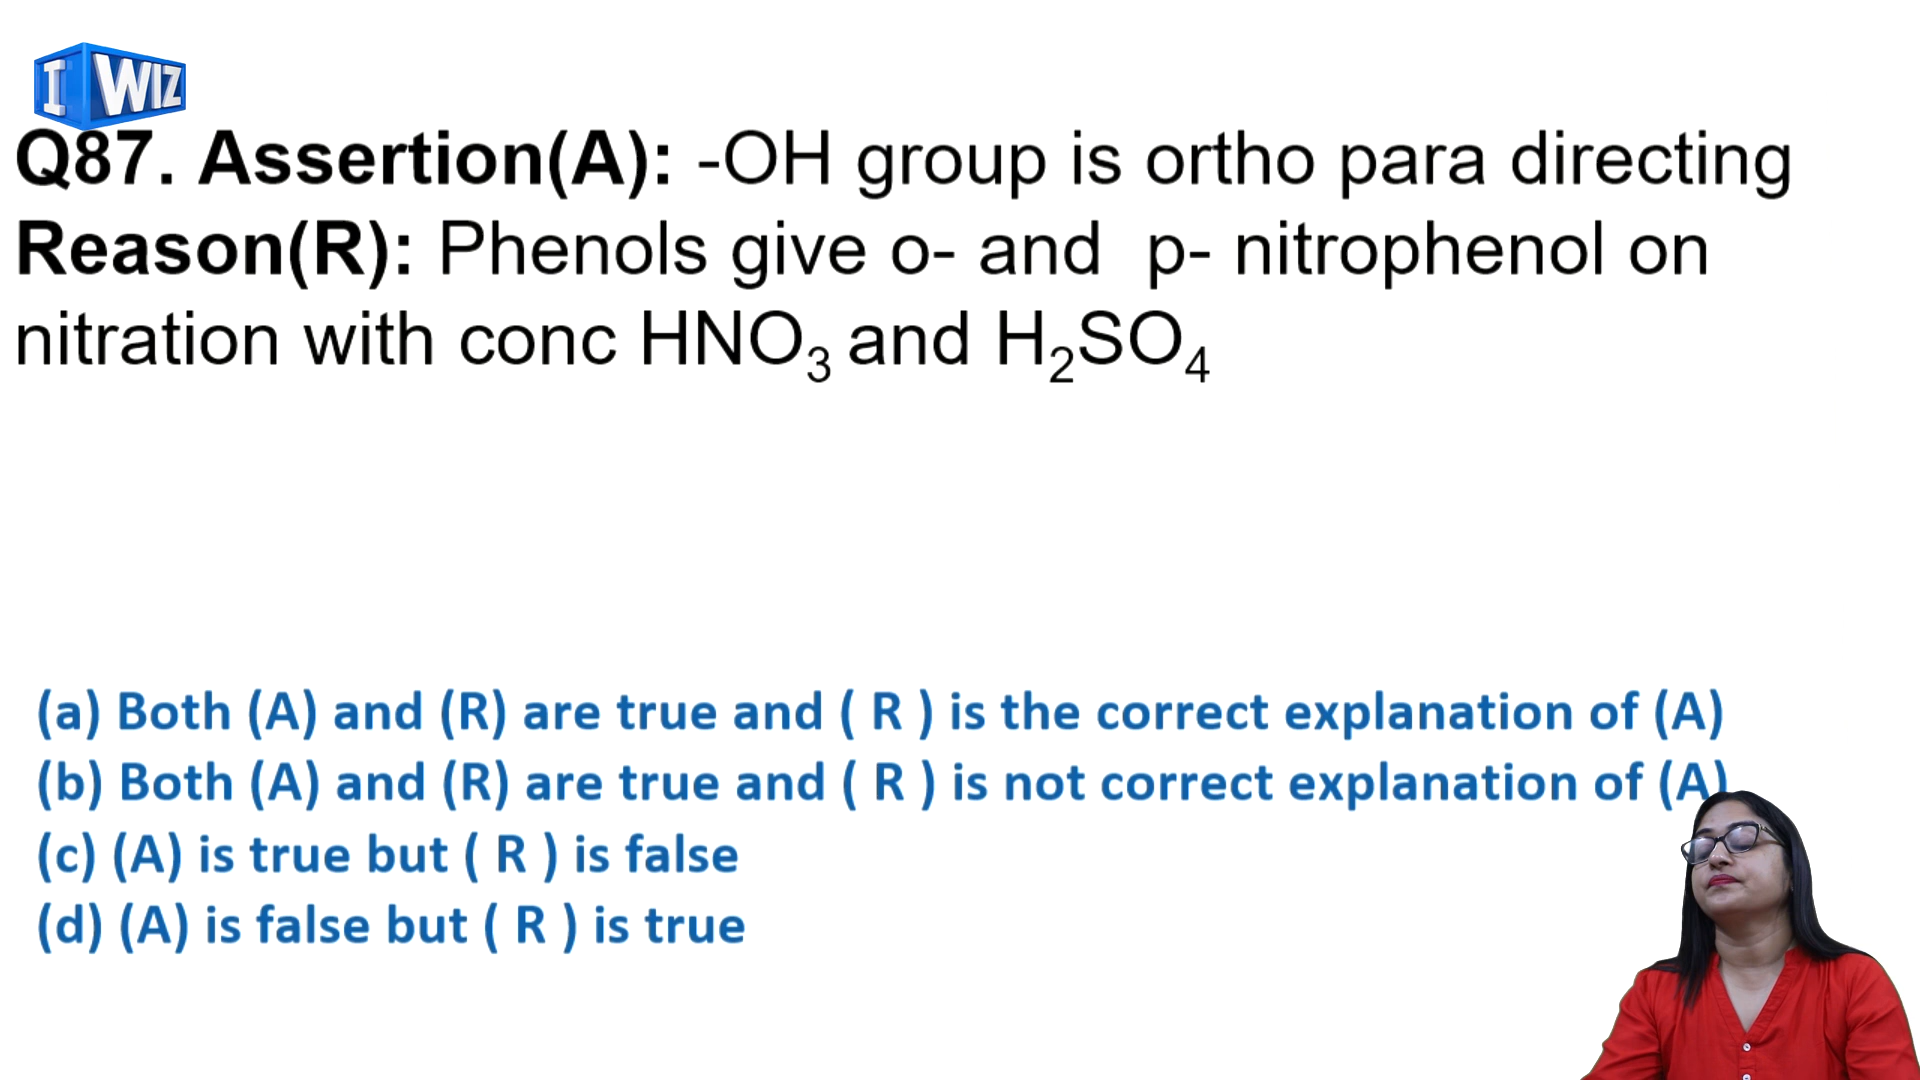 I WIZ
Q87. Assertion(A): -OH group is ortho para directing
Reason(R): Phenols give o- and p- nitrophenol on
nitration with conc HNO₃ and H₂SO₄
(a) Both (A) and (R) are true and ( R ) is the correct explanation of (A)
(b) Both (A) and (R) are true and ( R ) is not correct explanation of (A)
(c) (A) is true but ( R ) is false
(d) (A) is false but ( R ) is true